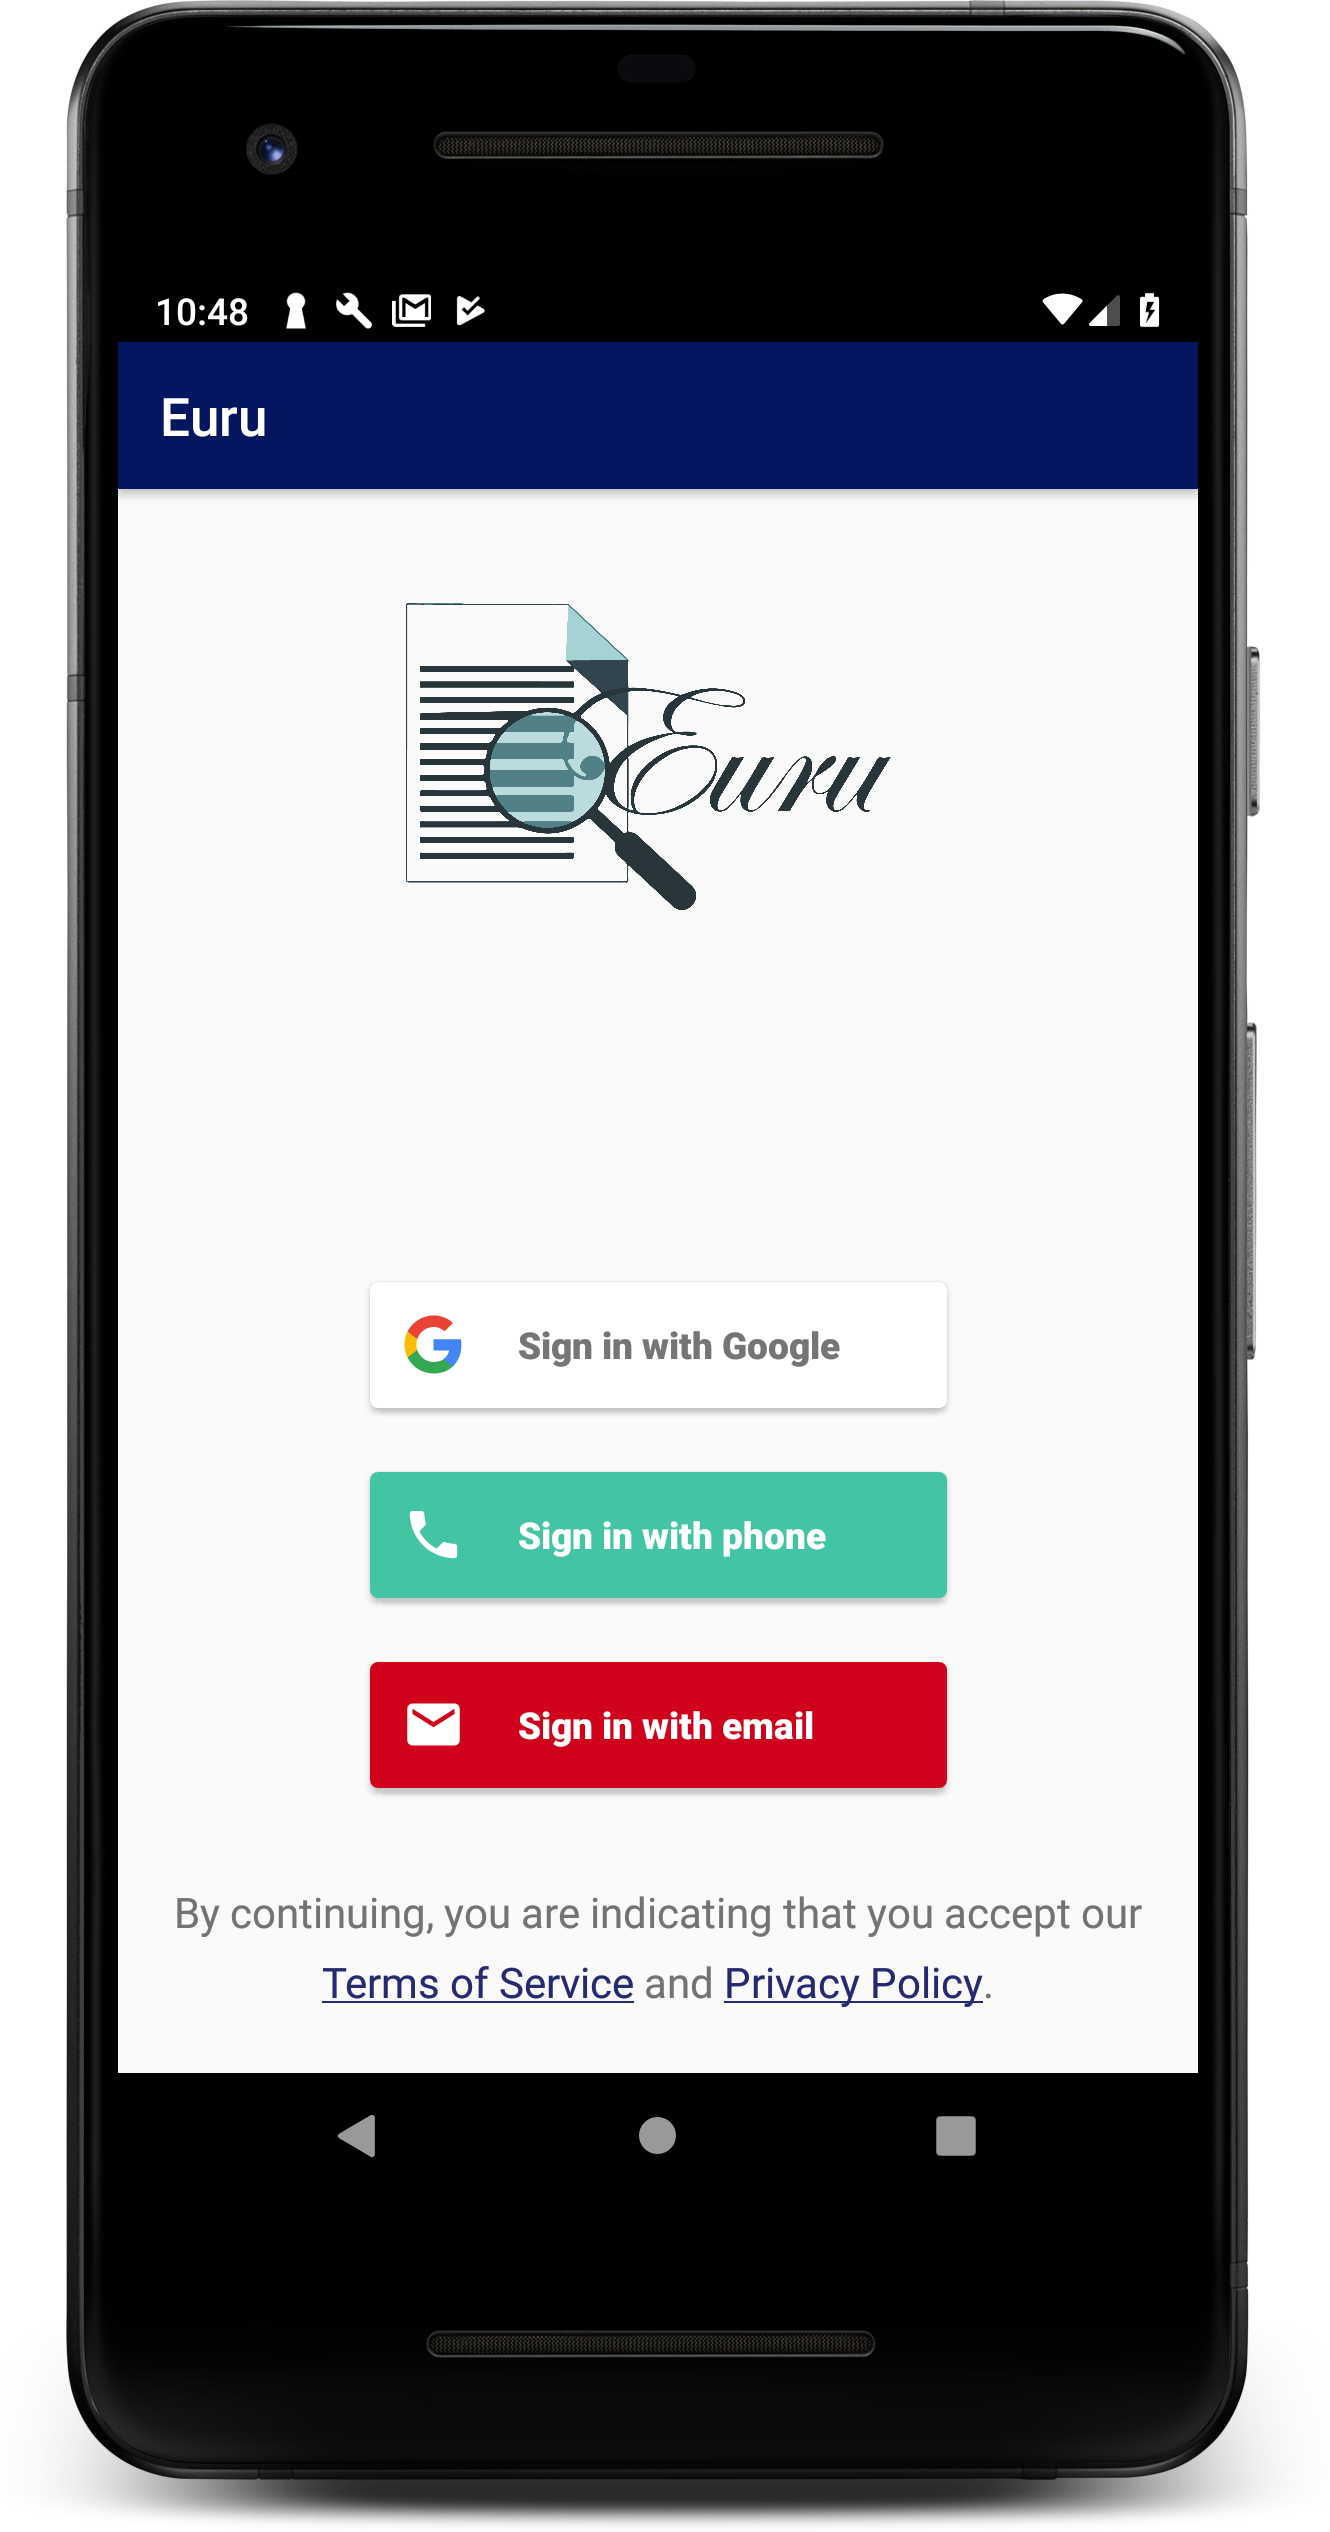 10:48
Euru
Euru
Sign in with Google
Sign in with phone
Sign in with email
By continuing, you are indicating that you accept our
Terms of Service and Privacy Policy.